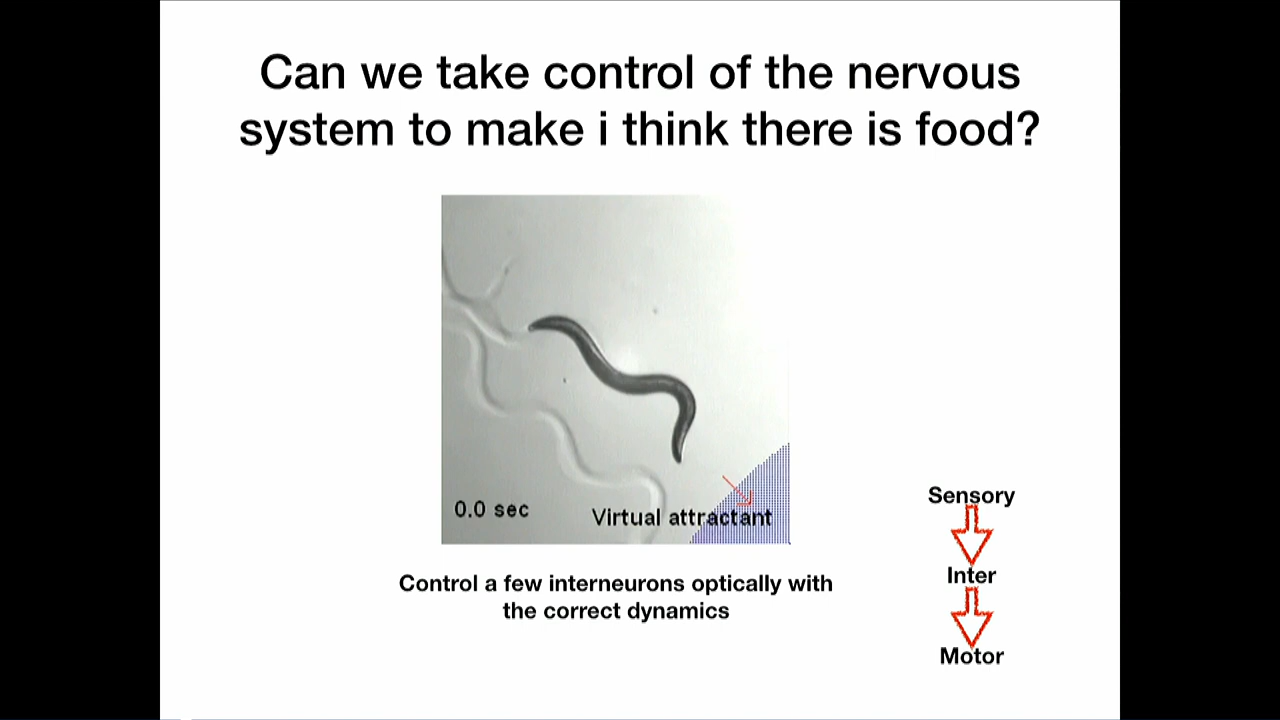 Can we take control of the nervous
system to make i think there is food?
0.0 sec
Virtual attractant
Control a few interneurons optically with
the correct dynamics
Sensory
Inter
Motor